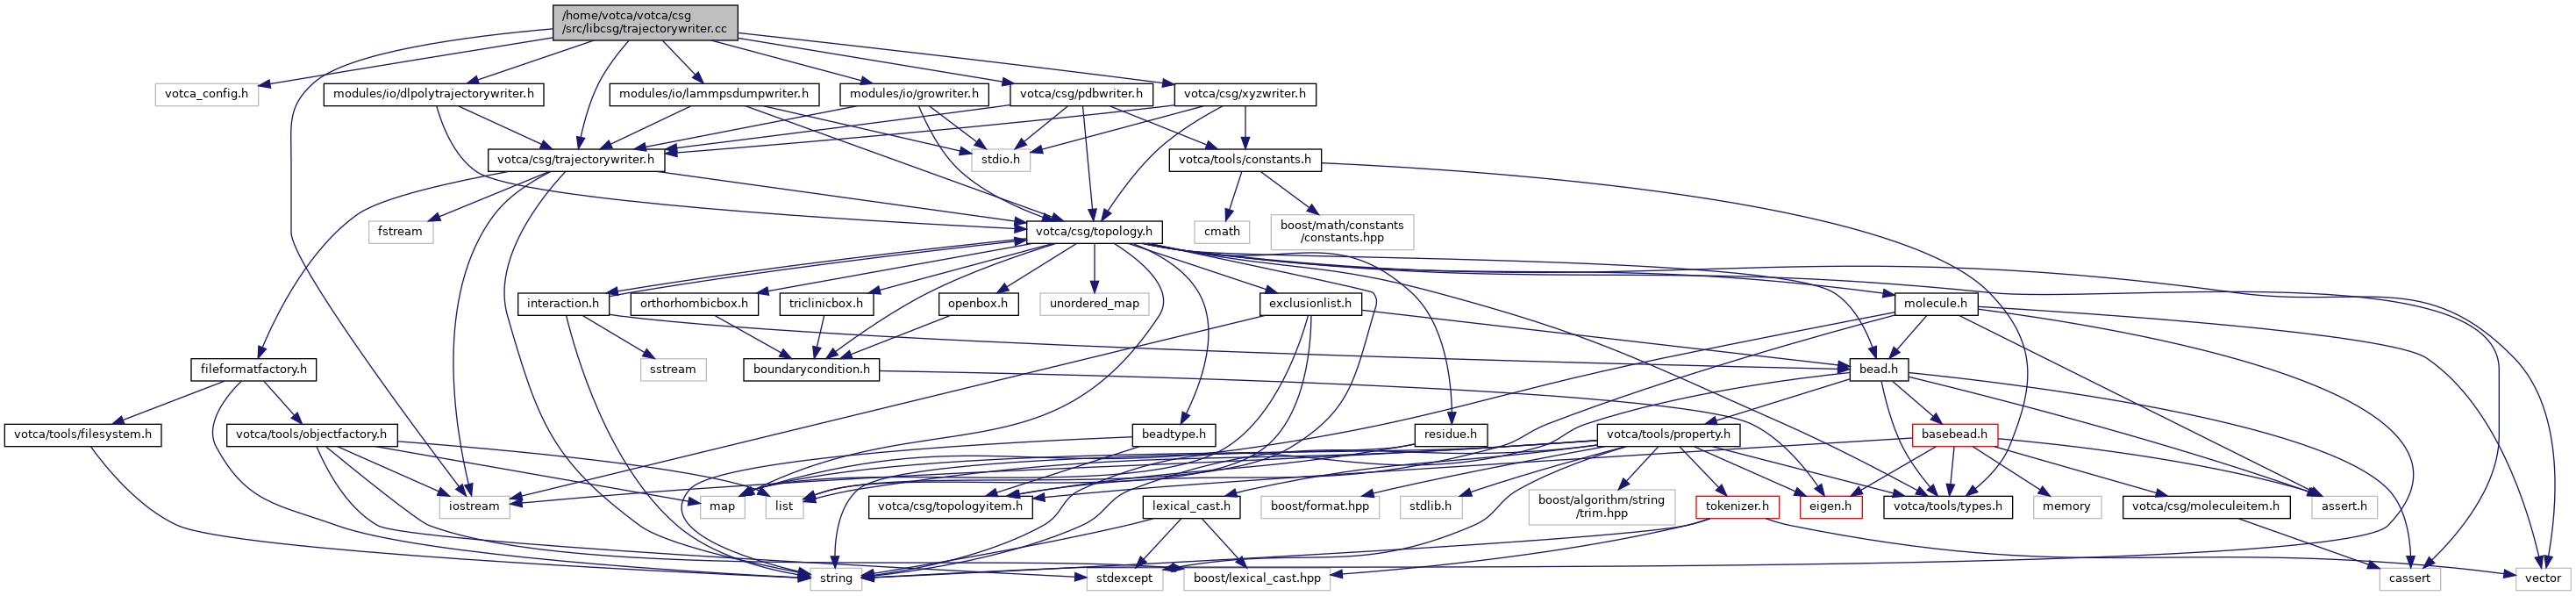 /home/votca/votca/csg
/src/libcsg/trajectorywriter.cc
votca_config.h
modules/io/dlpolytrajectorywriter.h
modules/io/lammpsdumpwriter.h
modules/io/growriter.h
votca/csg/pdbwriter.h
votca/csg/xyzwriter.h
votca/csg/trajectorywriter.h
stdio.h
votca/tools/constants.h
fstream
votca/csg/topology.h
cmath
boost/math/constants
/constants.hpp
interaction.h
orthorhombicbox.h
triclinicbox.h
openbox.h
unordered_map
exclusionlist.h
molecule.h
fileformatfactory.h
sstream
boundarycondition.h
bead.h
votca/tools/filesystem.h
votca/tools/objectfactory.h
beadtype.h
residue.h
votca/tools/property.h
basebead.h
iostream
map
list
votca/csg/topologyitem.h
lexical_cast.h
boost/format.hpp
stdlib.h
boost/algorithm/string
/trim.hpp
tokenizer.h
eigen.h
votca/tools/types.h
memory
votca/csg/moleculeitem.h
assert.h
string
stdexcept
boost/lexical_cast.hpp
cassert
vector